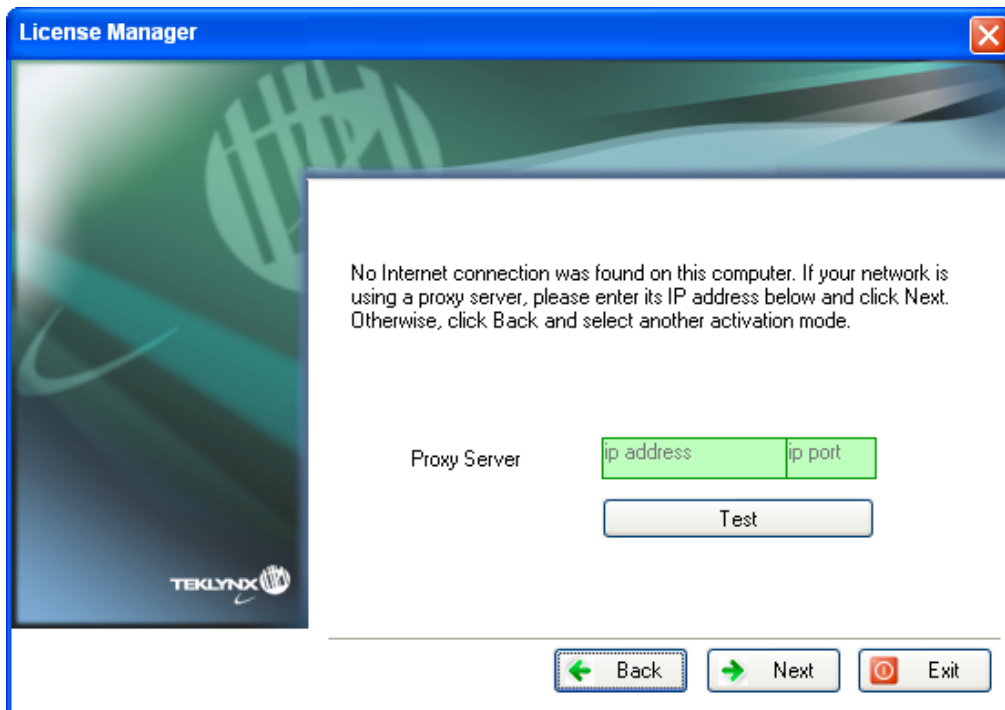 License Manager
No Internet connection was found on this computer. If your network is
using a proxy server, please enter its IP address below and click Next.
Otherwise, click Back and select another activation mode.
Proxy Server
ip address
ip port
Test
TEKLYNX
Back
Next
Exit